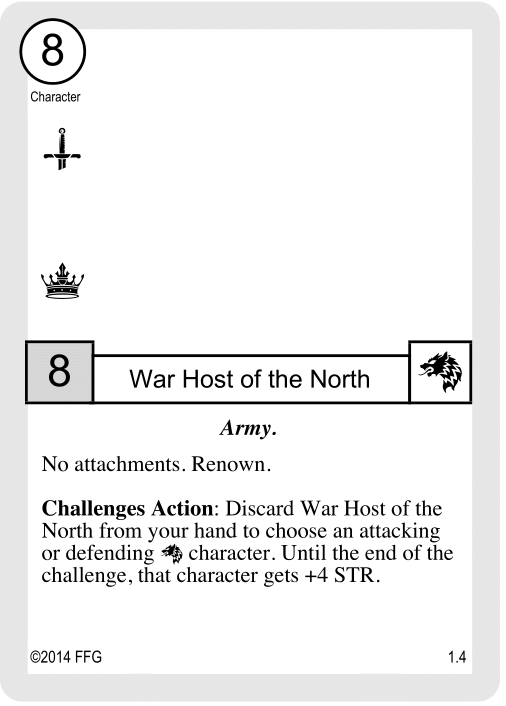 8
Character
8
War Host of the North
Army.
No attachments. Renown.
Challenges Action: Discard War Host of the
North from your hand to choose an attacking
or defending character. Until the end of the
challenge, that character gets +4 STR.
©2014 FFG
1.4